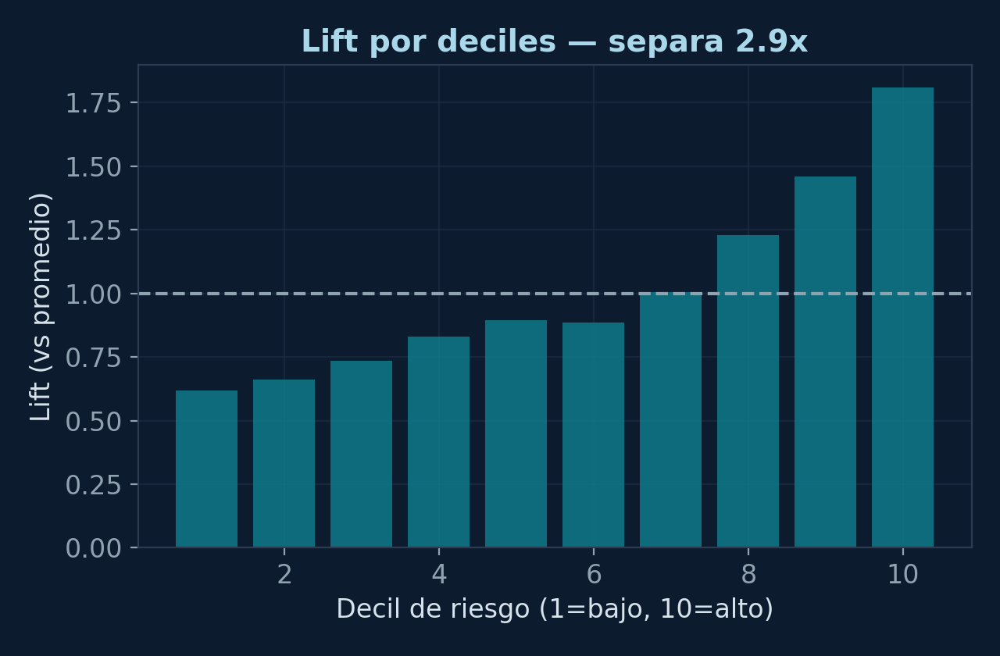 Lift por deciles — separa 2.9x
Lift (vs promedio)
1.75
1.50
1.25
1.00
0.75
0.50
0.25
0.00
2 4 6 8 10
Decil de riesgo (1=bajo, 10=alto)